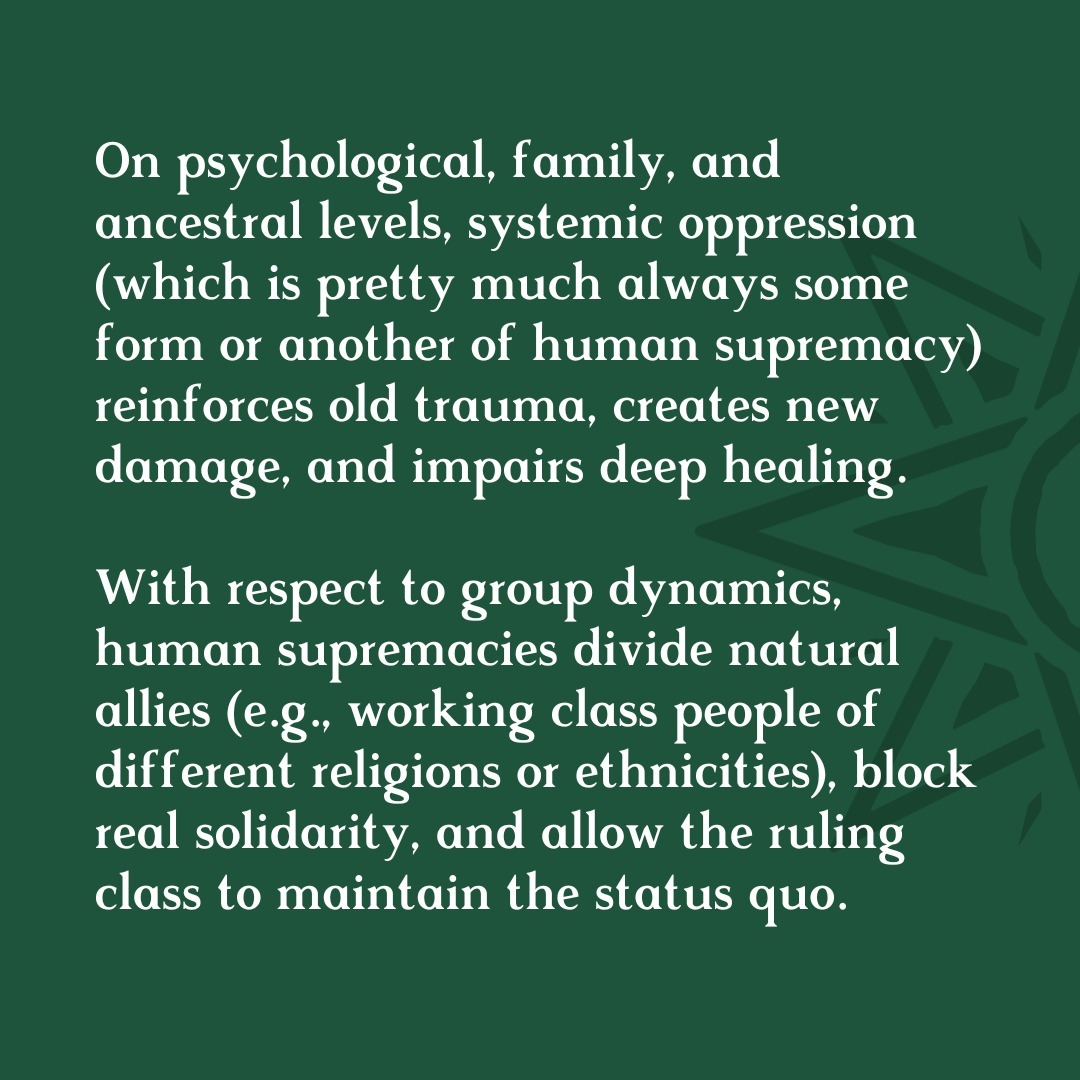 On psychological, family, and
ancestral levels, systemic oppression
(which is pretty much always some
form or another of human supremacy)
reinforces old trauma, creates new
damage, and impairs deep healing.
With respect to group dynamics,
human supremacies divide natural
allies (e.g., working class people of
different religions or ethnicities), block
real solidarity, and allow the ruling
class to maintain the status quo.